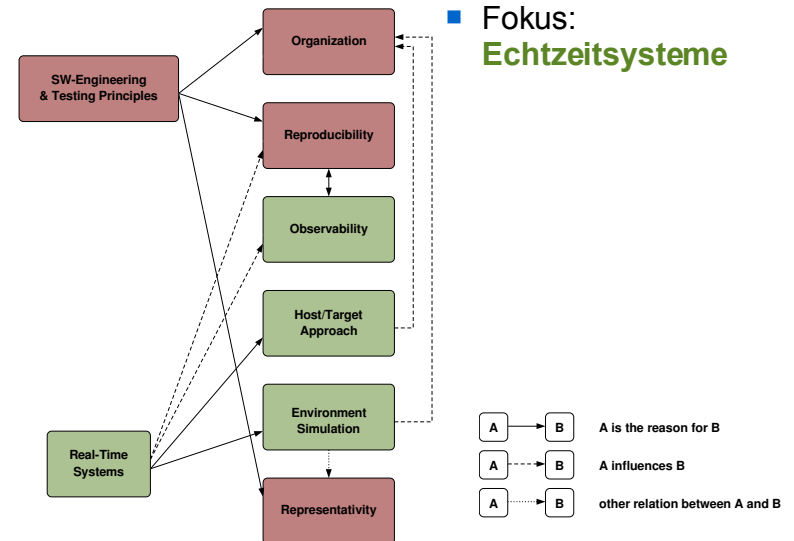 Fokus:
Echtzeitsysteme
Organization
SW-Engineering
& Testing Principles
Reproducibility
Observability
Host/Target
Approach
Environment
Simulation
Real-Time
Systems
Representativity
A B A is the reason for B
A B A influences B
A B other relation between A and B